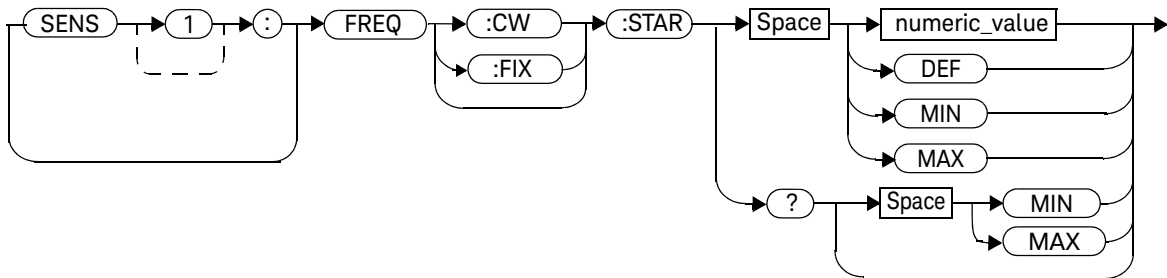 SENS 1 : FREQ :CW :STAR Space numeric_value
:FIX DEF
MIN
MAX
? Space MIN
MAX